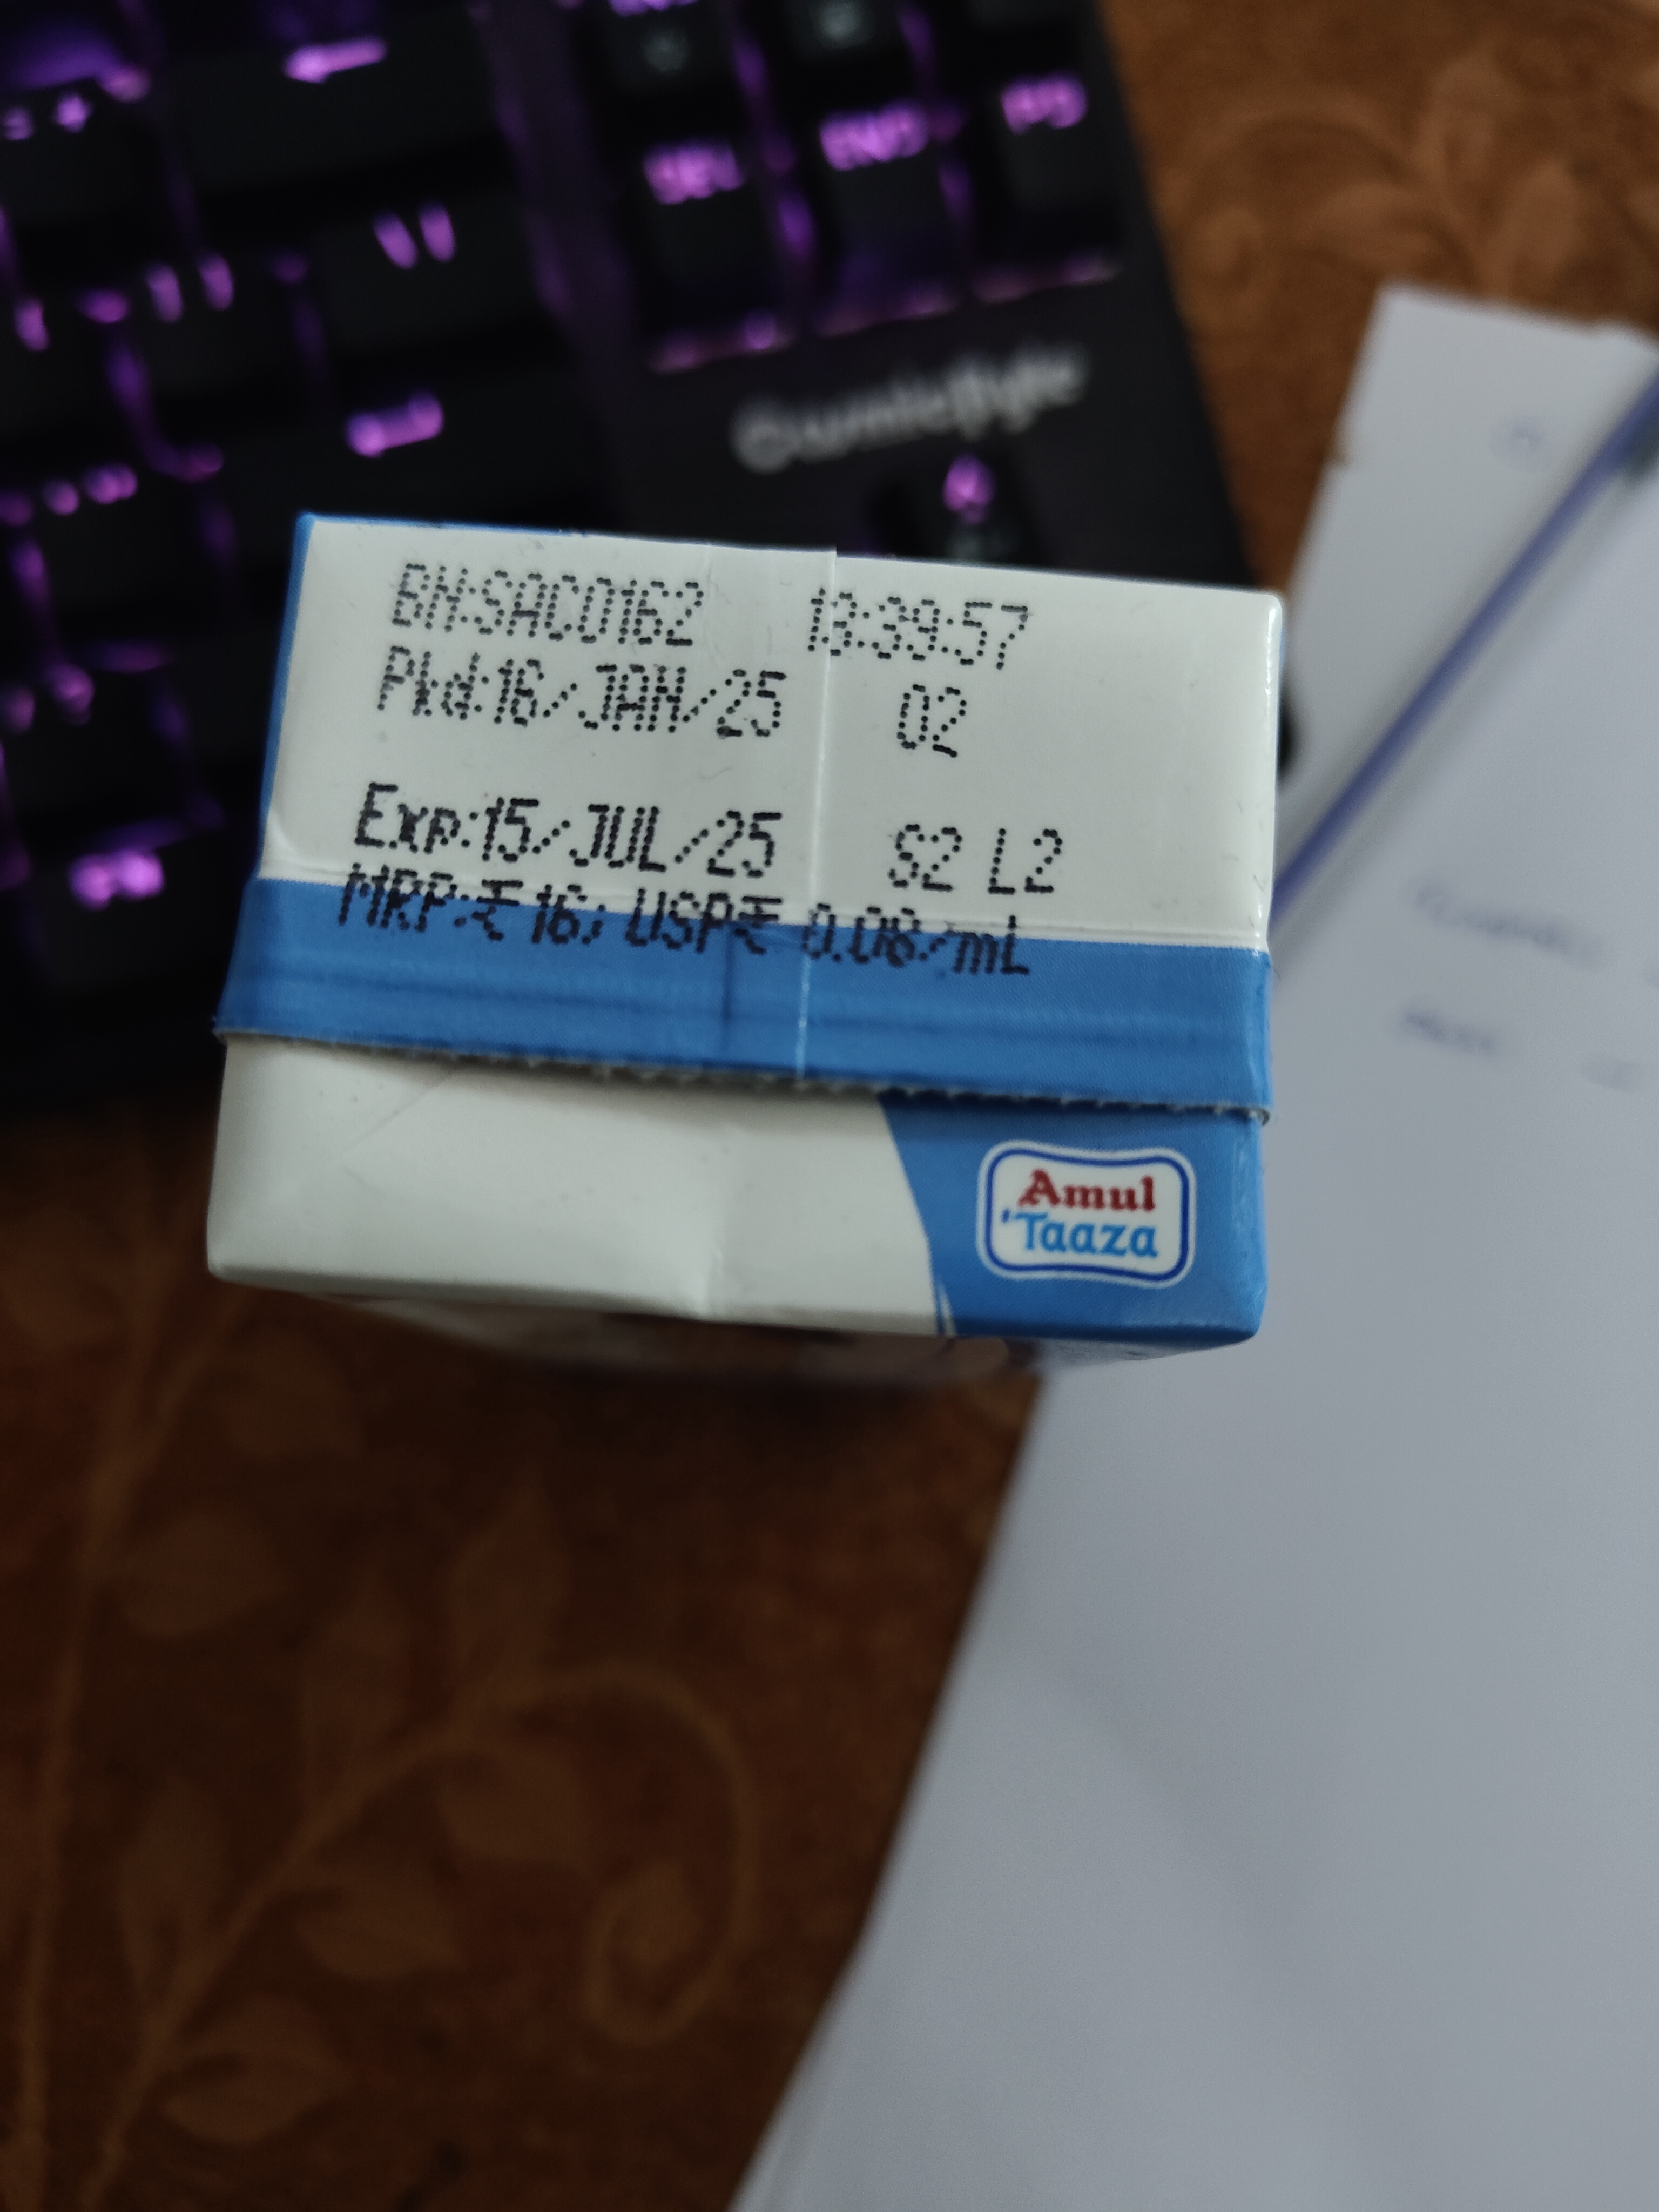 END
BN:SAC0162 13:39:57
Pkd:16/JAN/25 02
Exp:15/JUL/25 S2 L2
MRP:₹ 16; USP₹ 0.08/mL
Amul
Taaza